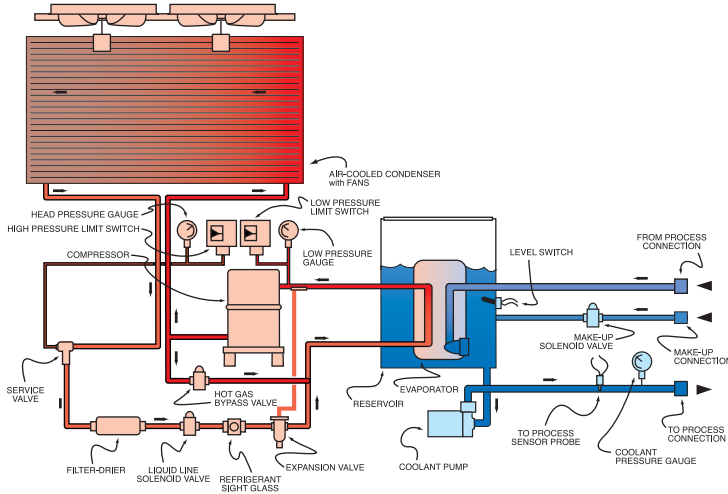 AIR-COOLED CONDENSER
with FANS
HEAD PRESSURE GAUGE
HIGH PRESSURE LIMIT SWITCH
COMPRESSOR
LOW PRESSURE
LIMIT SWITCH
LOW PRESSURE
GAUGE
LEVEL SWITCH
FROM PROCESS
CONNECTION
MAKE-UP
SOLENOID VALVE
MAKE-UP
CONNECTION
SERVICE
VALVE
HOT GAS
BYPASS VALVE
EVAPORATOR
RESERVOIR
FILTER-DRIER
LIQUID LINE
SOLENOID VALVE
REFRIGERANT
SIGHT GLASS
EXPANSION VALVE
COOLANT PUMP
TO PROCESS
SENSOR PROBE
COOLANT
PRESSURE GAUGE
TO PROCESS
CONNECTION